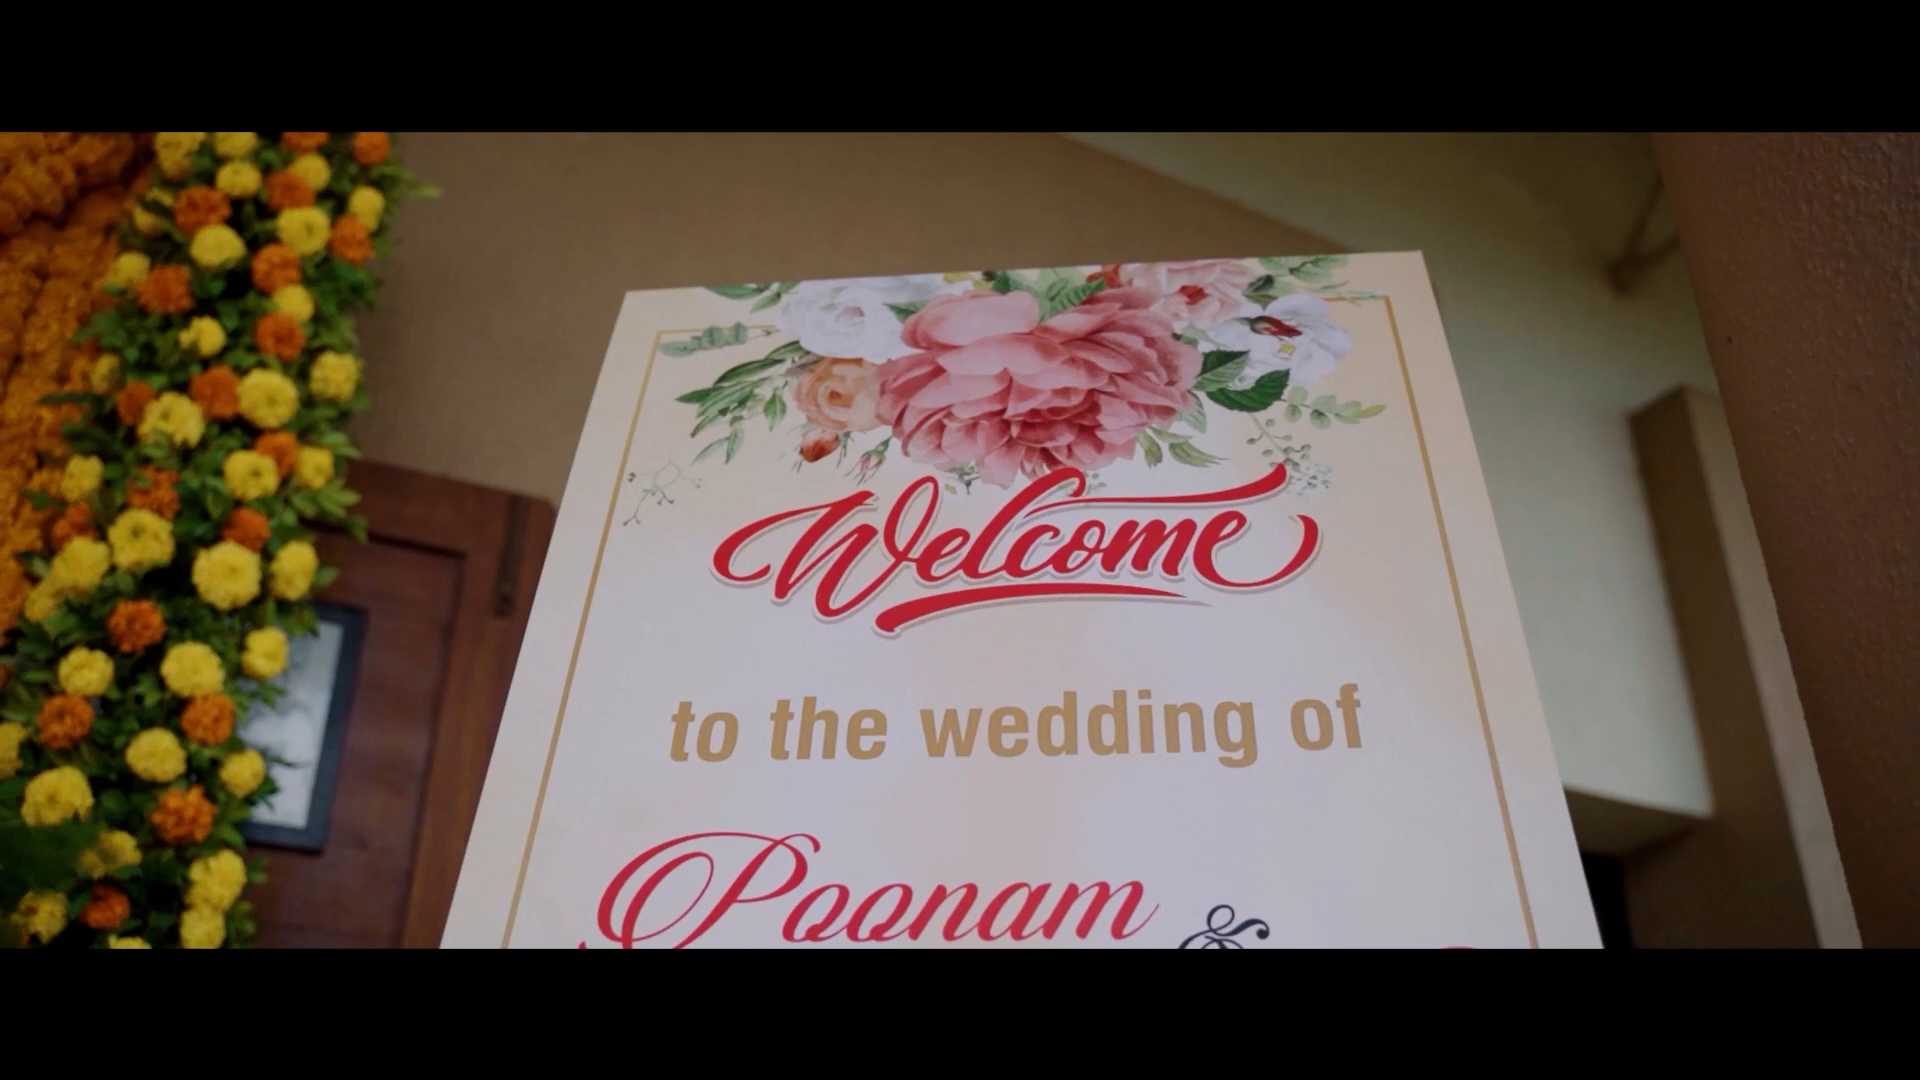 Welcome
to the wedding of
Poonam &